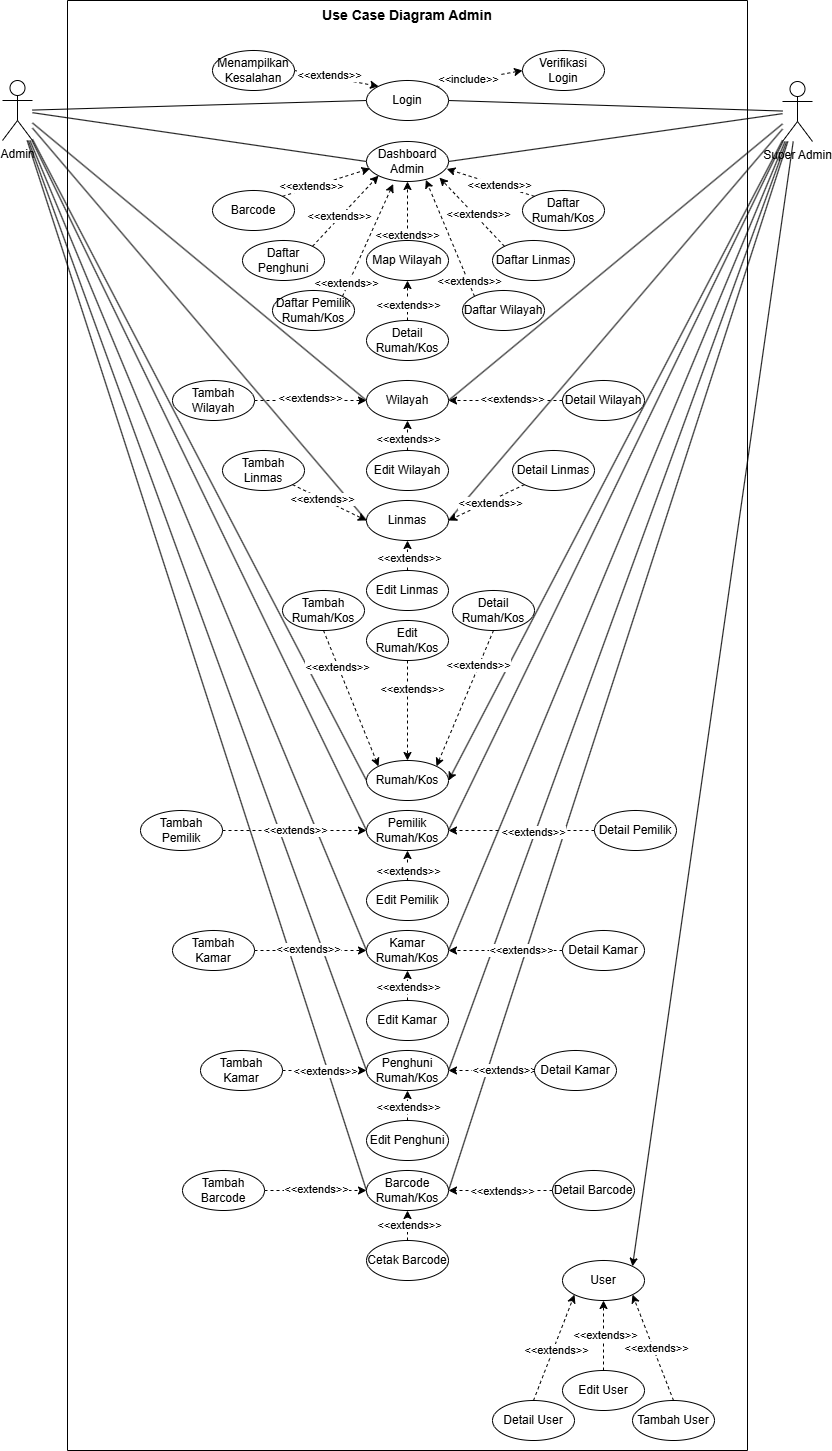 Use Case Diagram Admin
Menampilkan
Kesalahan
<<extends>>
<<include>>
Verifikasi
Login
Login
Admin
Super Admin
Dashboard
Admin
<<extends>>
<<extends>>
Barcode
Daftar
Rumah/Kos
<<extends>>
<<extends>>
<<extends>>
Daftar
Penghuni
Map Wilayah
Daftar Linmas
<<extends>>
<<extends>>
Daftar Pemilik
Rumah/Kos
<<extends>>
Daftar Wilayah
Detail
Rumah/Kos
Tambah
Wilayah
<<extends>>
Wilayah
<<extends>>
Detail Wilayah
<<extends>>
Tambah
Linmas
Edit Wilayah
Detail Linmas
<<extends>>
<<extends>>
Linmas
<<extends>>
Edit Linmas
Tambah
Rumah/Kos
Detail
Rumah/Kos
Edit
Rumah/Kos
<<extends>>
<<extends>>
<<extends>>
Rumah/Kos
Tambah
Pemilik
<<extends>>
Pemilik
Rumah/Kos
<<extends>>
Detail Pemilik
<<extends>>
Edit Pemilik
Tambah
Kamar
<<extends>>
Kamar
Rumah/Kos
<<extends>>
Detail Kamar
<<extends>>
Edit Kamar
Tambah
Kamar
<<extends>>
Penghuni
Rumah/Kos
<<extends>>
Detail Kamar
<<extends>>
Edit Penghuni
Tambah
Barcode
<<extends>>
Barcode
Rumah/Kos
<<extends>>
Detail Barcode
<<extends>>
Cetak Barcode
User
<<extends>>
<<extends>>
<<extends>>
Edit User
Detail User
Tambah User